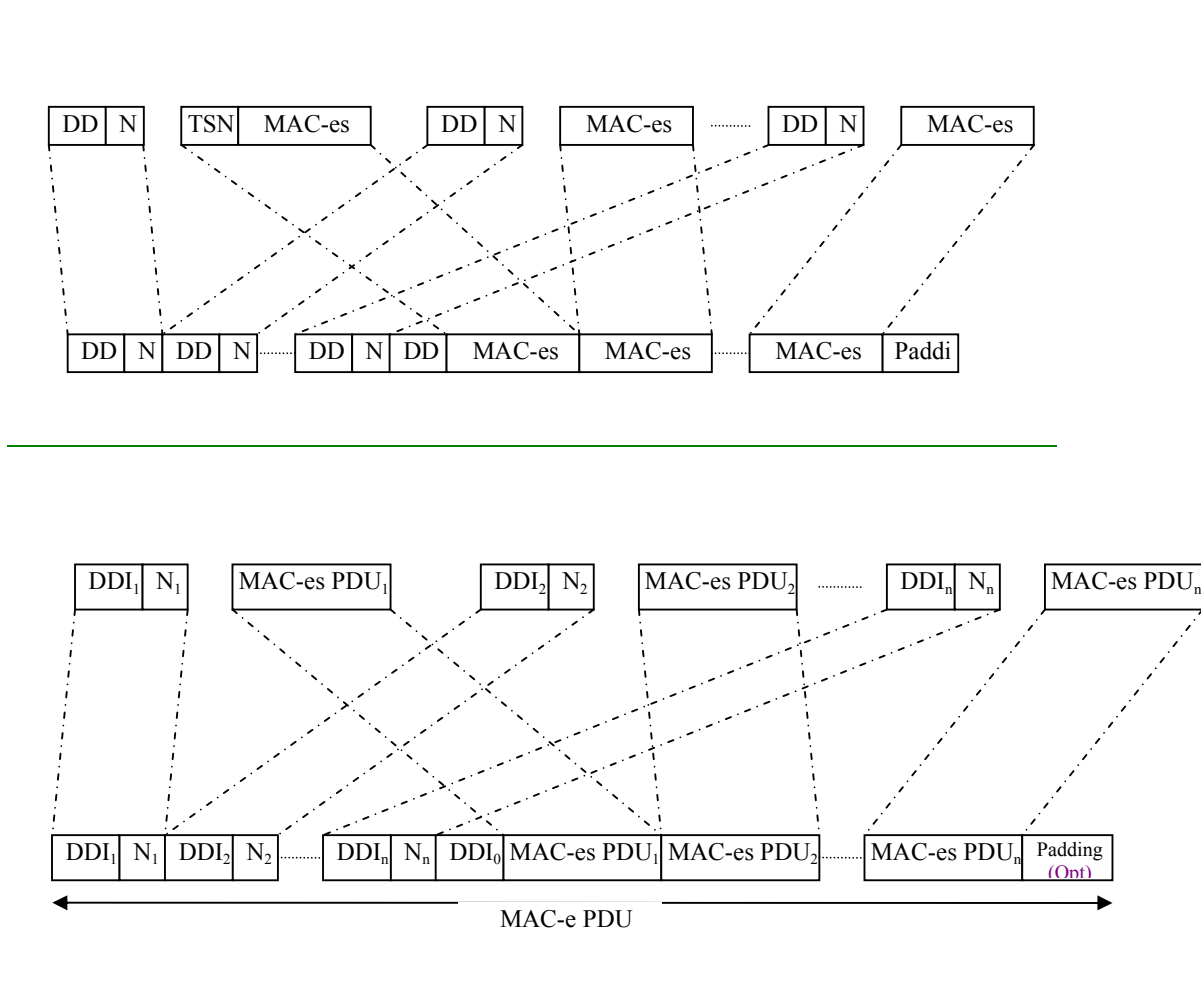 DD N TSN MAC-es DD N MAC-es DD N MAC-es
DD N DD N DD N DD MAC-es MAC-es MAC-es Paddi
DDI₁ N₁ MAC-es PDU₁ DDI₂ N₂ MAC-es PDU₂ DDIₙ Nₙ MAC-es PDUₙ
DDI₁ N₁ DDI₂ N₂ DDIₙ Nₙ DDI₀ MAC-es PDU₁ MAC-es PDU₂ MAC-es PDUₙ Padding
(Opt)
MAC-e PDU